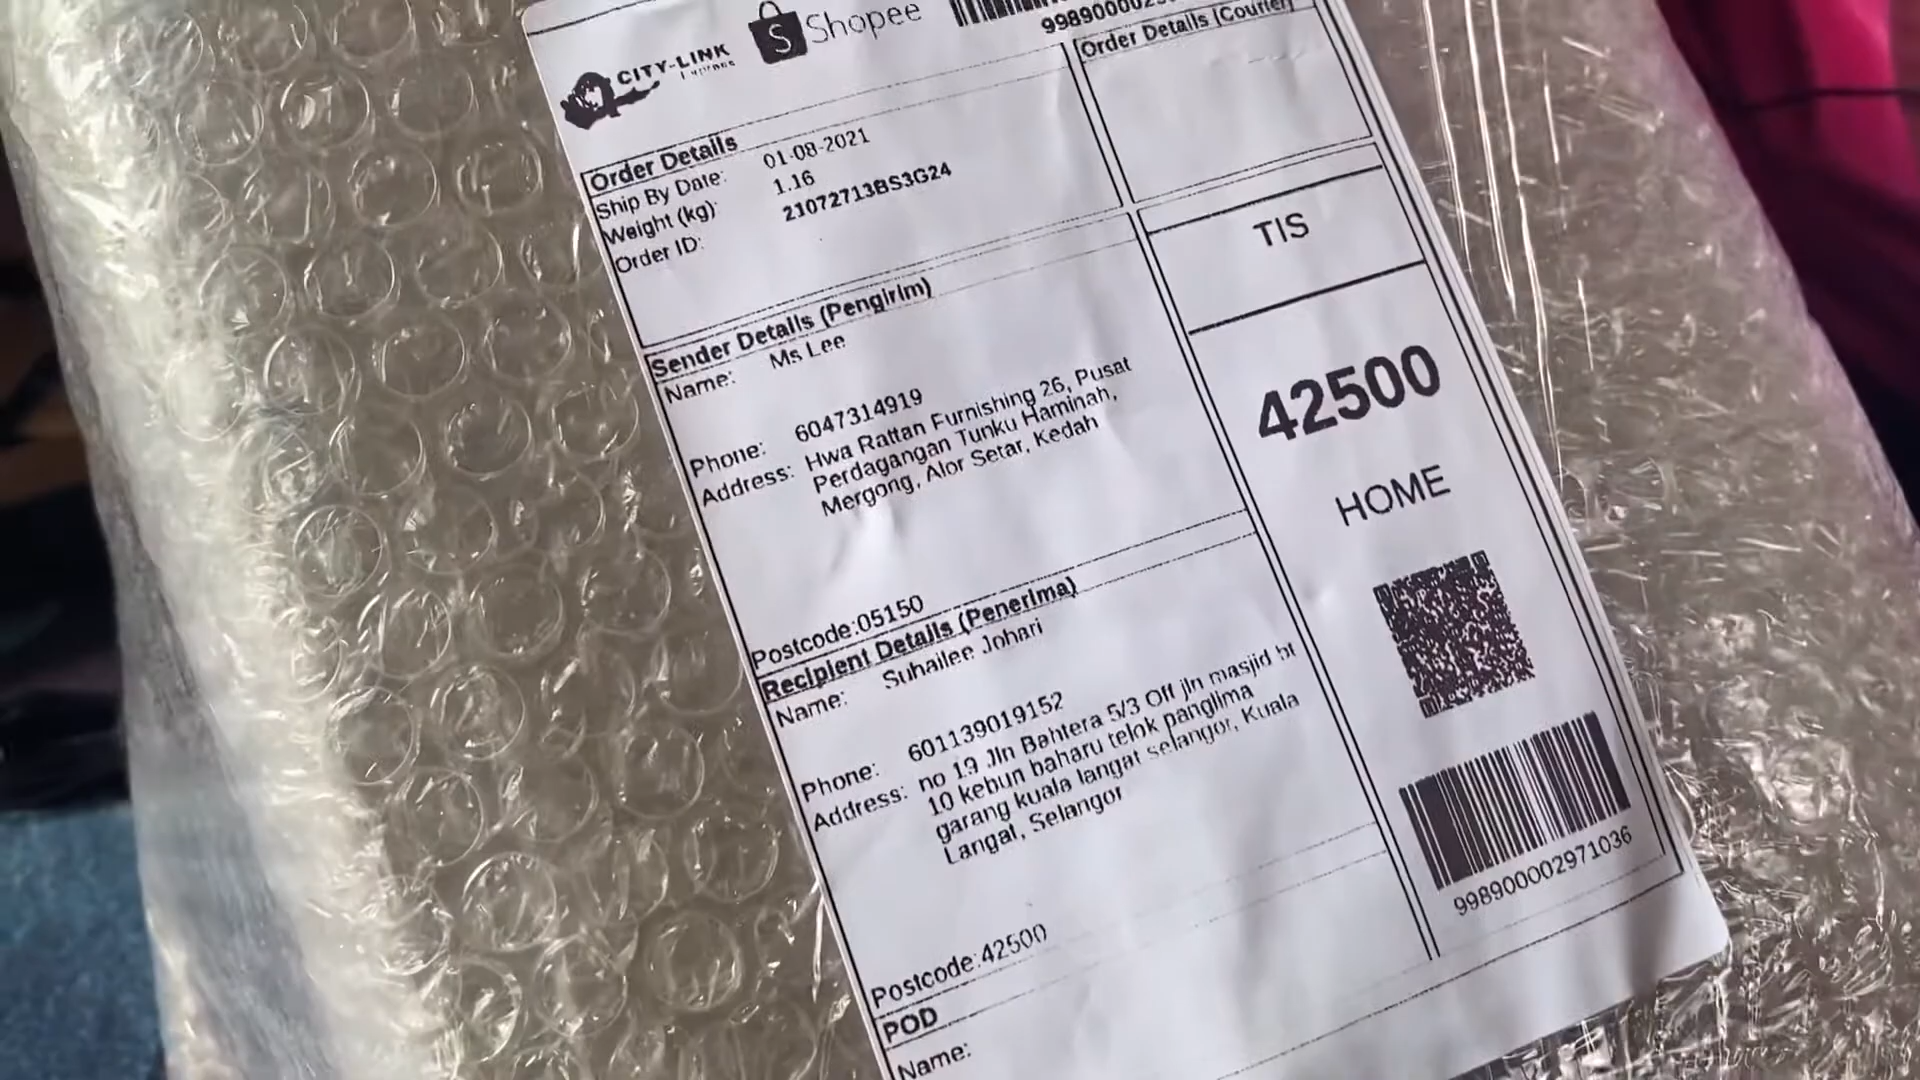 CITY-LINK
Express
Shopee
Order Details (Courier)
Order Details
Ship By Date: 01-08-2021
Weight (kg): 1.16
Order ID: 21072713BS3G24
Sender Details (Pengirim)
Name: Ms Lee
Phone: 6047314919
Address: Hwa Rattan Furnishing 26, Pusat
Perdagangan Tunku Haminah,
Mergong, Alor Setar, Kedah
Postcode:05150
Recipient Details (Penerima)
Name: Suhailee Johari
Phone: 601139019152
Address: no 19 Jln Bahtera 5/3 Off jln masjid bt
10 kebun baharu telok panglima
garang kuala langat selangor, Kuala
Langat, Selangor
Postcode:42500
POD
Name:
TIS
42500
HOME
998900002971036